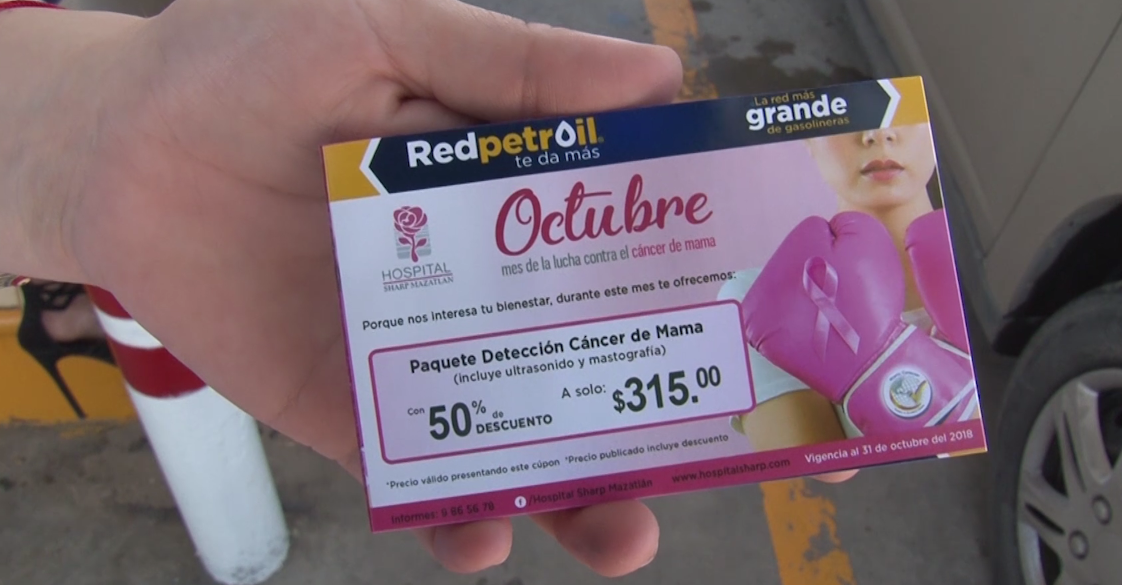 Redpetroil
te da más
La red más
grande
de gasolineras
HOSPITAL
SHARP MAZATLÁN
Octubre
mes de la lucha contra el cáncer de mama
Porque nos interesa tu bienestar, durante este mes te ofrecemos:
Paquete Detección Cáncer de Mama
(incluye ultrasonido y mastografía)
Con 50% de DESCUENTO
A solo: $315.00
*Precio válido presentando este cúpon *Precio publicado incluye descuento
Informes: 9 86 56 78 f /Hospital Sharp Mazatlán www.hospitalsharp.com Vigencia al 31 de octubre del 2018